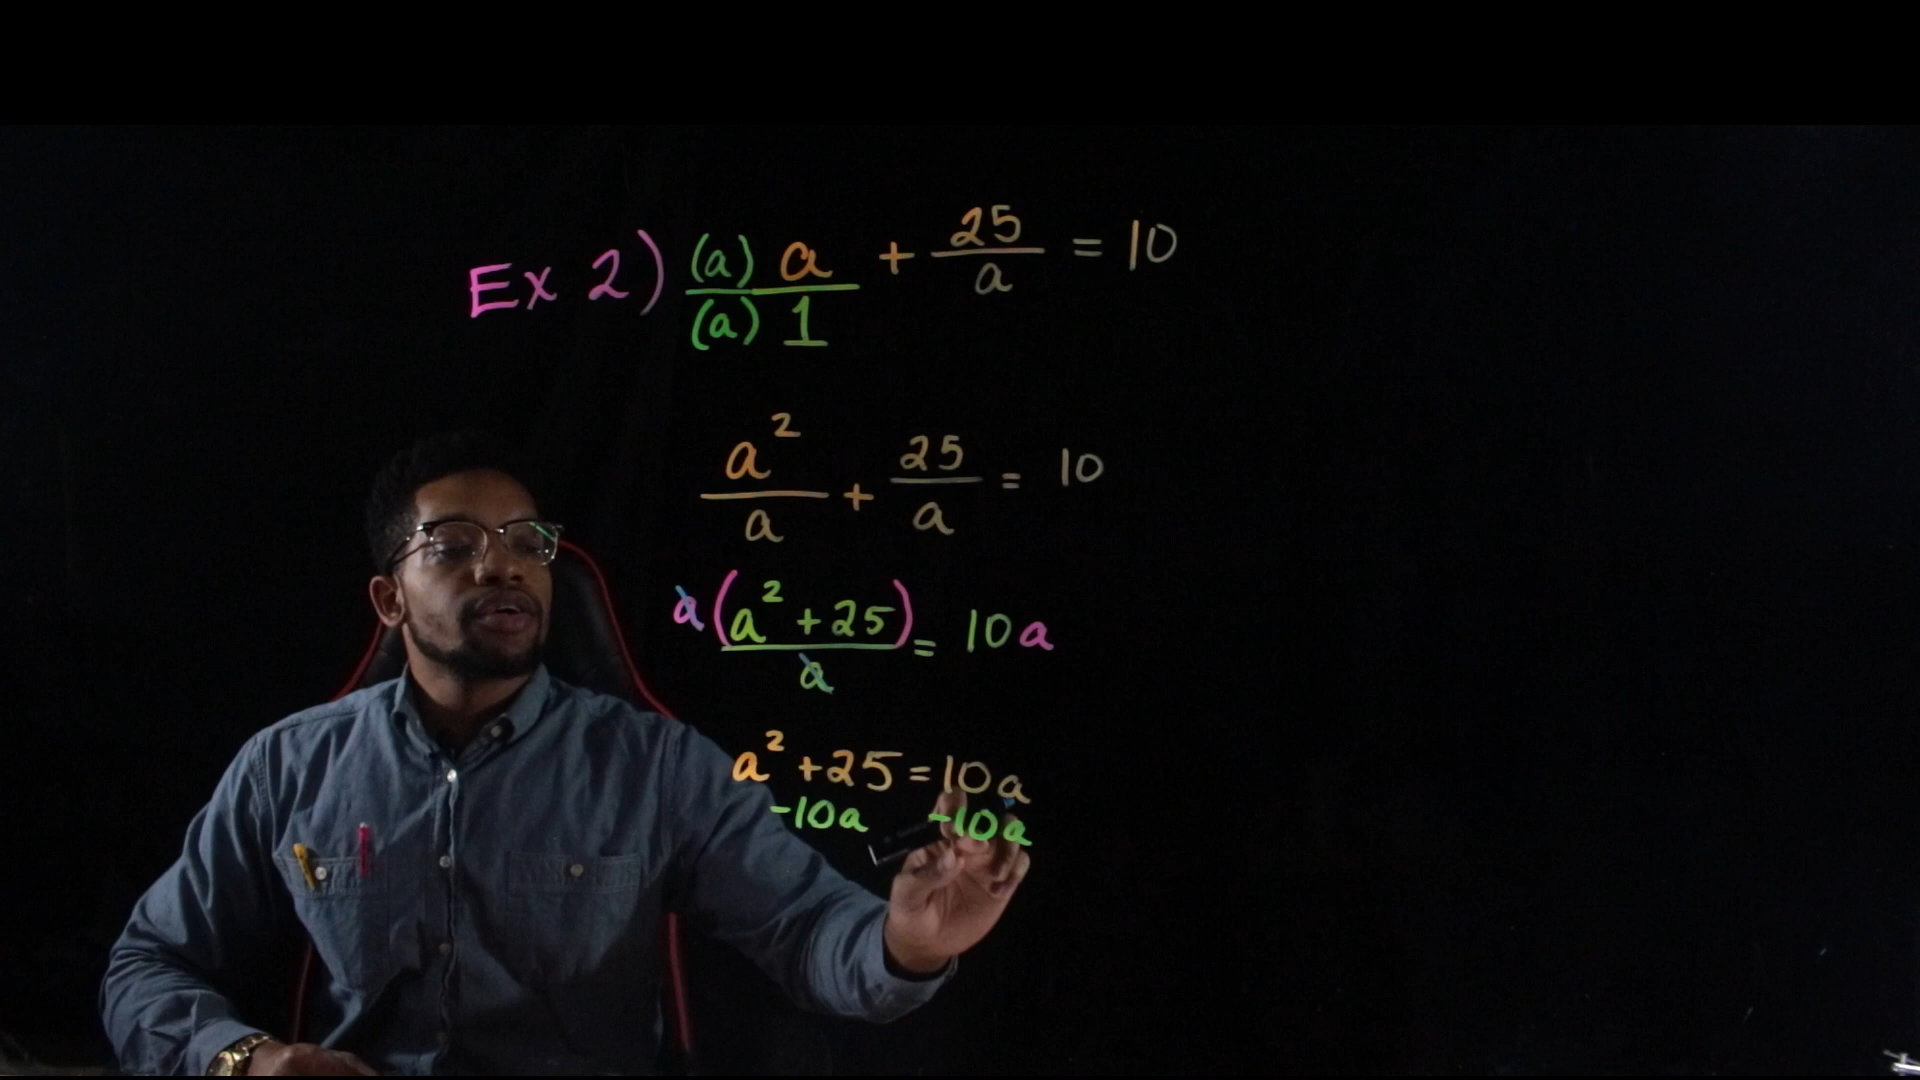 Ex 2) (a) a + 25 = 10
(a) 1 a
a² + 25 = 10
a a
a(a² + 25) = 10a
a
a² + 25 = 10a
-10a -10a